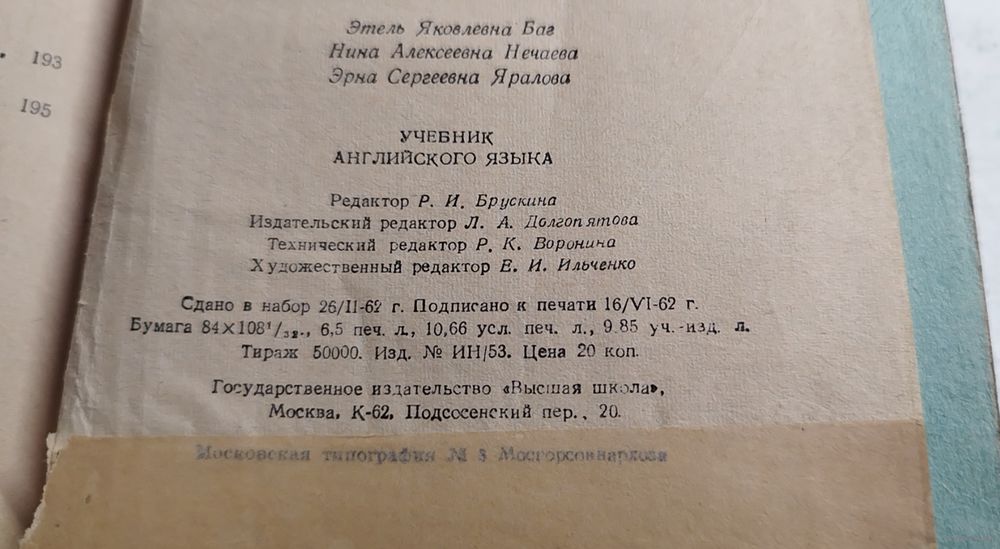 193
195
Этель Яковлевна Баг
Нина Алексеевна Нечаева
Эрна Сергеевна Яралова
УЧЕБНИК
АНГЛИЙСКОГО ЯЗЫКА
Редактор Р. И. Брускина
Издательский редактор Л. А. Долгопятова
Технический редактор Р. К. Воронина
Художественный редактор Е. И. Ильченко
Сдано в набор 26/II-62 г. Подписано к печати 16/VI-62 г.
Бумага 84×108¹/₃₂., 6,5 печ. л., 10,66 усл. печ. л., 9.85 уч.-изд. л.
Тираж 50000. Изд. № ИН/53. Цена 20 коп.
Государственное издательство «Высшая школа»,
Москва, К-62, Подсосенский пер., 20.
Московская типография № 8 Мосгорсовнархоза